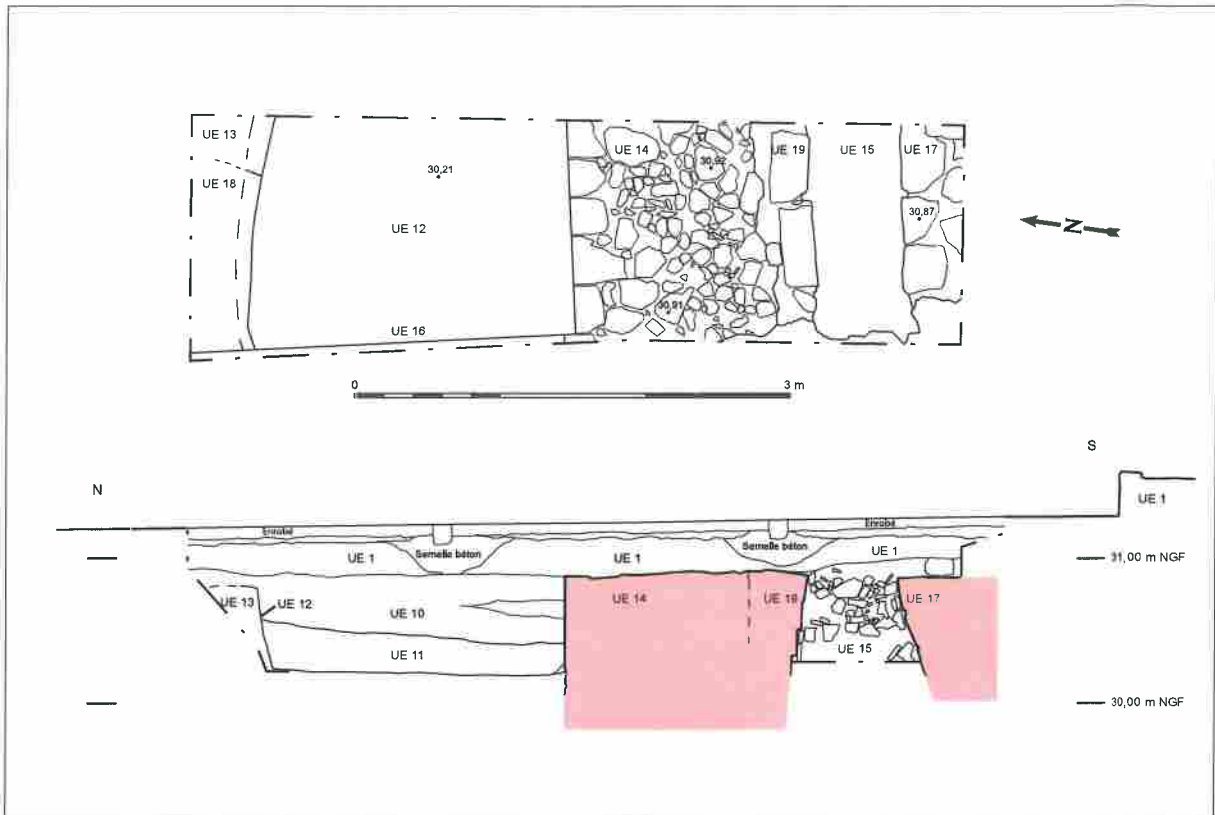 UE 13
UE 14
UE 19
UE 15
UE 17
30,92
30,21
UE 18
30,87
N
UE 12
30,91
UE 16
0
3 m
S
N
UE 1
Enrobé
Enrobé
Semelle béton
Semelle béton
UE 1
UE 1
UE 1
31,00 m NGF
UE 13
UE 12
UE 10
UE 14
UE 19
UE 17
UE 11
UE 15
30,00 m NGF